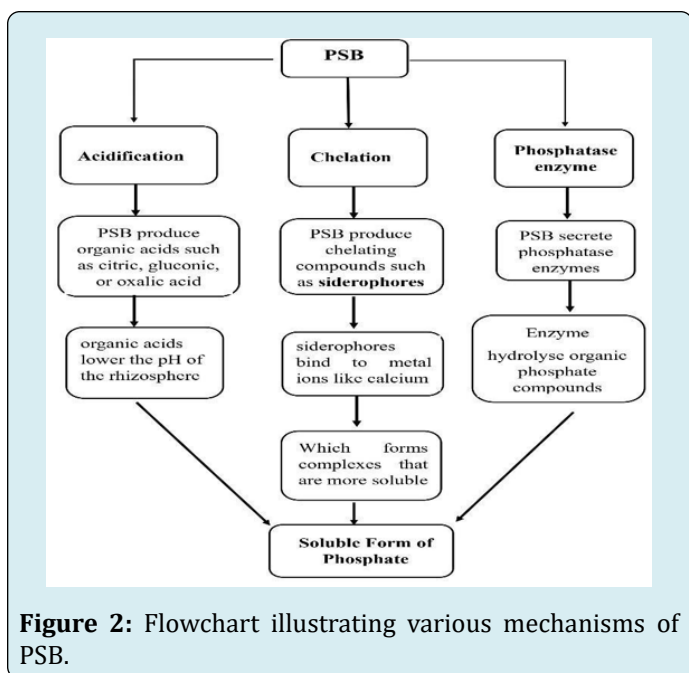 PSB
Acidification
Chelation
Phosphatase
enzyme
PSB produce
organic acids such
as citric, gluconic,
or oxalic acid
PSB produce
chelating
compounds such
as siderophores
PSB secrete
phosphatase
enzymes
organic acids
lower the pH of
the rhizosphere
siderophores
bind to metal
ions like calcium
Enzyme
hydrolyse organic
phosphate
compounds
Which forms
complexes that
are more soluble
Soluble Form of
Phosphate
Figure 2: Flowchart illustrating various mechanisms of
PSB.